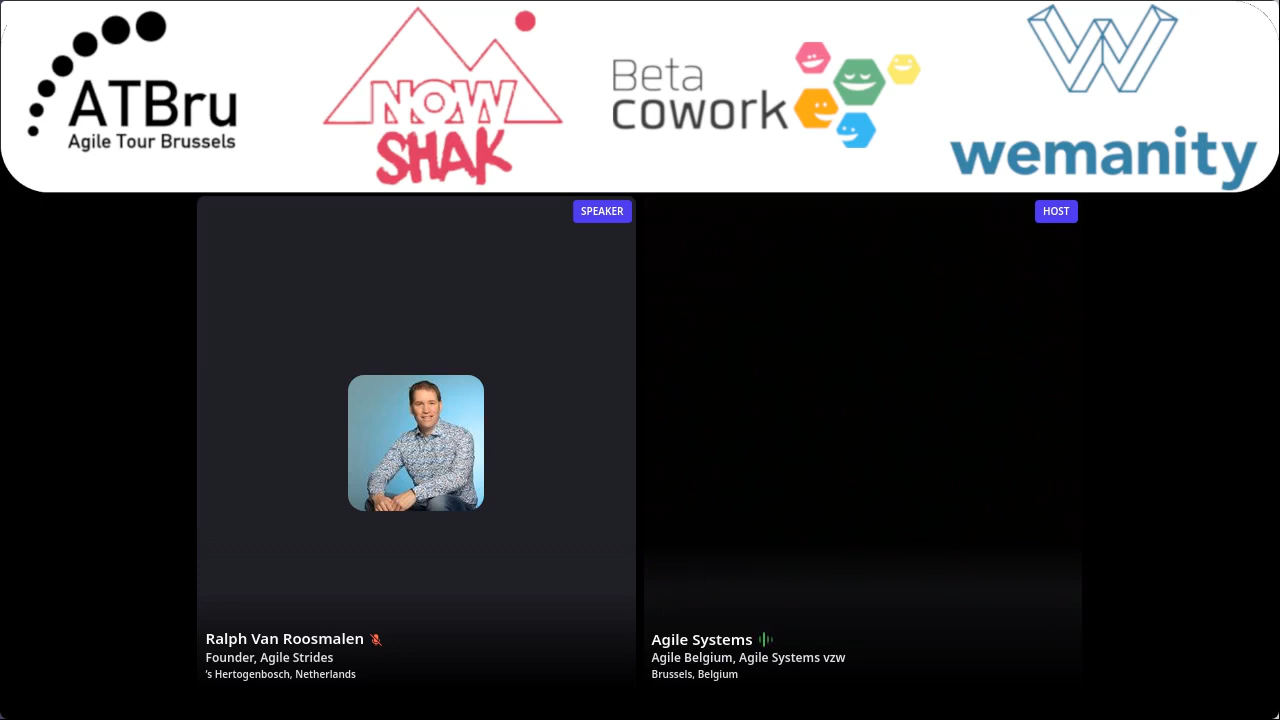 ATBru
Agile Tour Brussels
NOW
SHAK
Beta
cowork
wemanity
SPEAKER
HOST
Ralph Van Roosmalen
Founder, Agile Strides
's Hertogenbosch, Netherlands
Agile Systems
Agile Belgium, Agile Systems vzw
Brussels, Belgium